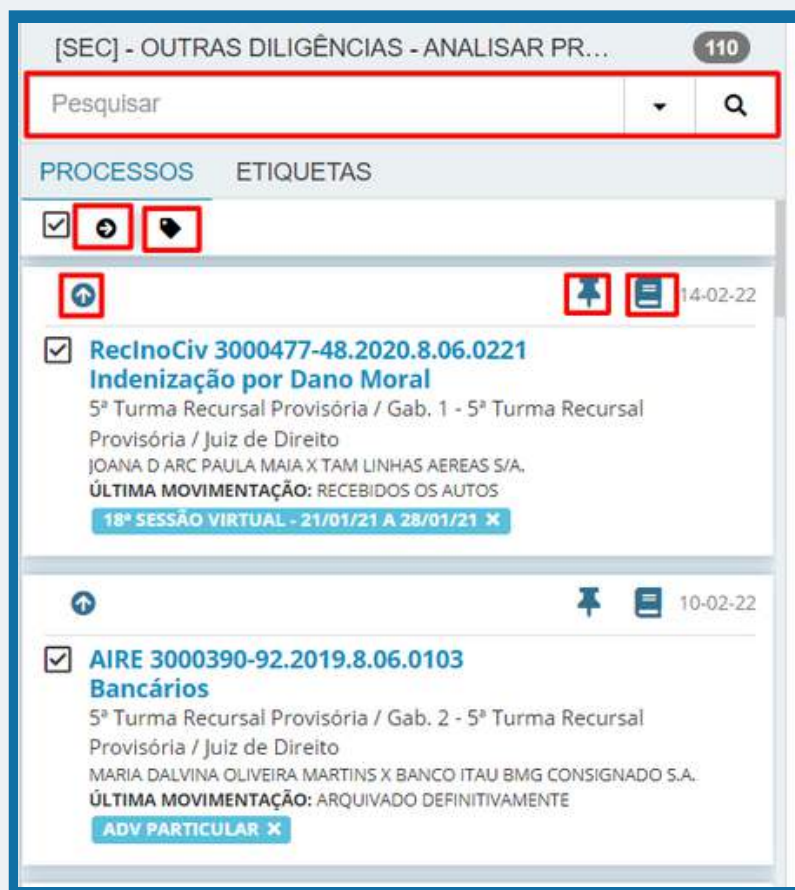 [SEC] - OUTRAS DILIGÊNCIAS - ANALISAR PR... 110
Pesquisar
PROCESSOS ETIQUETAS
14-02-22
RecInoCiv 3000477-48.2020.8.06.0221
Indenização por Dano Moral
5ª Turma Recursal Provisória / Gab. 1 - 5ª Turma Recursal
Provisória / Juiz de Direito
JOANA D ARC PAULA MAIA X TAM LINHAS AEREAS S/A.
ÚLTIMA MOVIMENTAÇÃO: RECEBIDOS OS AUTOS
18ª SESSÃO VIRTUAL - 21/01/21 A 28/01/21 ×
10-02-22
AIRE 3000390-92.2019.8.06.0103
Bancários
5ª Turma Recursal Provisória / Gab. 2 - 5ª Turma Recursal
Provisória / Juiz de Direito
MARIA DALVINA OLIVEIRA MARTINS X BANCO ITAU BMG CONSIGNADO S.A.
ÚLTIMA MOVIMENTAÇÃO: ARQUIVADO DEFINITIVAMENTE
ADV PARTICULAR ×